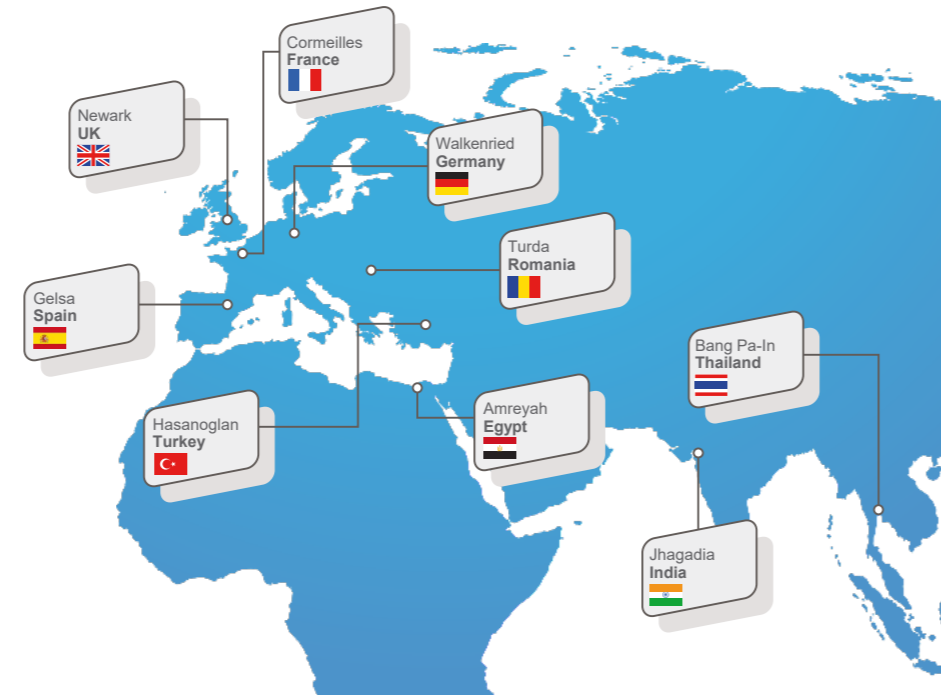 Cormeilles
France
Newark
UK
Walkenried
Germany
Turda
Romania
Gelsa
Spain
Bang Pa-In
Thailand
Hasanoglan
Turkey
Amreyah
Egypt
Jhagadia
India